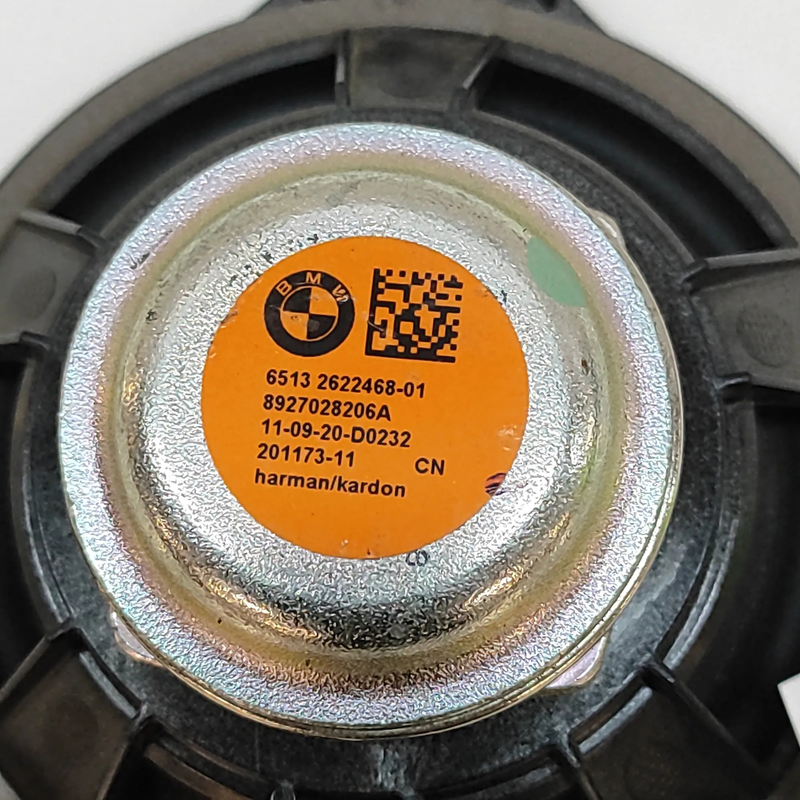 BMW
6513 2622468-01
8927028206A
11-09-20-D0232
201173-11 CN
harman/kardon